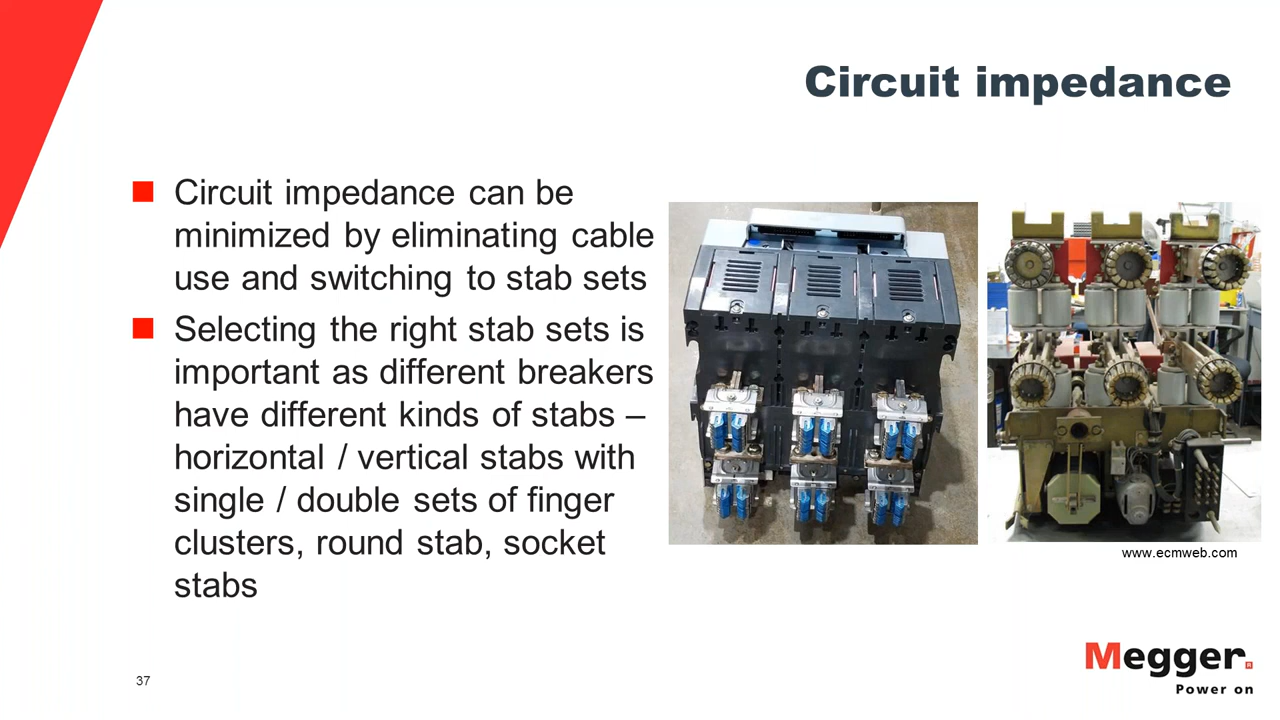 Circuit impedance
Circuit impedance can be
minimized by eliminating cable
use and switching to stab sets
Selecting the right stab sets is
important as different breakers
have different kinds of stabs –
horizontal / vertical stabs with
single / double sets of finger
clusters, round stab, socket
stabs
www.ecmweb.com
37
Megger.
Power on